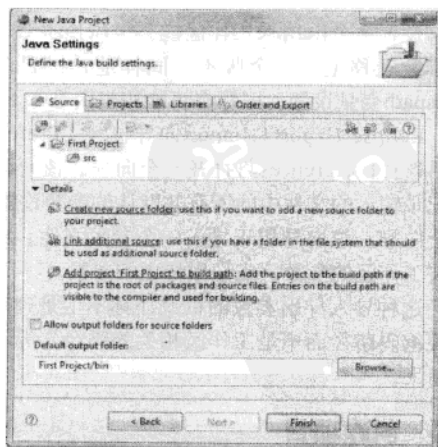 New Java Project
Java Settings
Define the Java build settings.
Source Projects Libraries Order and Export
First Project
src
Details
Create new source folder: use this if you want to add a new source folder to
your project.
Link additional source: use this if you have a folder in the file system that should
be used as additional source folder.
Add project 'First Project' to build path: Add the project to the build path if the
project is the root of packages and source files. Entries on the build path are
visible to the compiler and used for building.
Allow output folders for source folders
Default output folder:
First Project/bin
Browse...
< Back Next > Finish Cancel